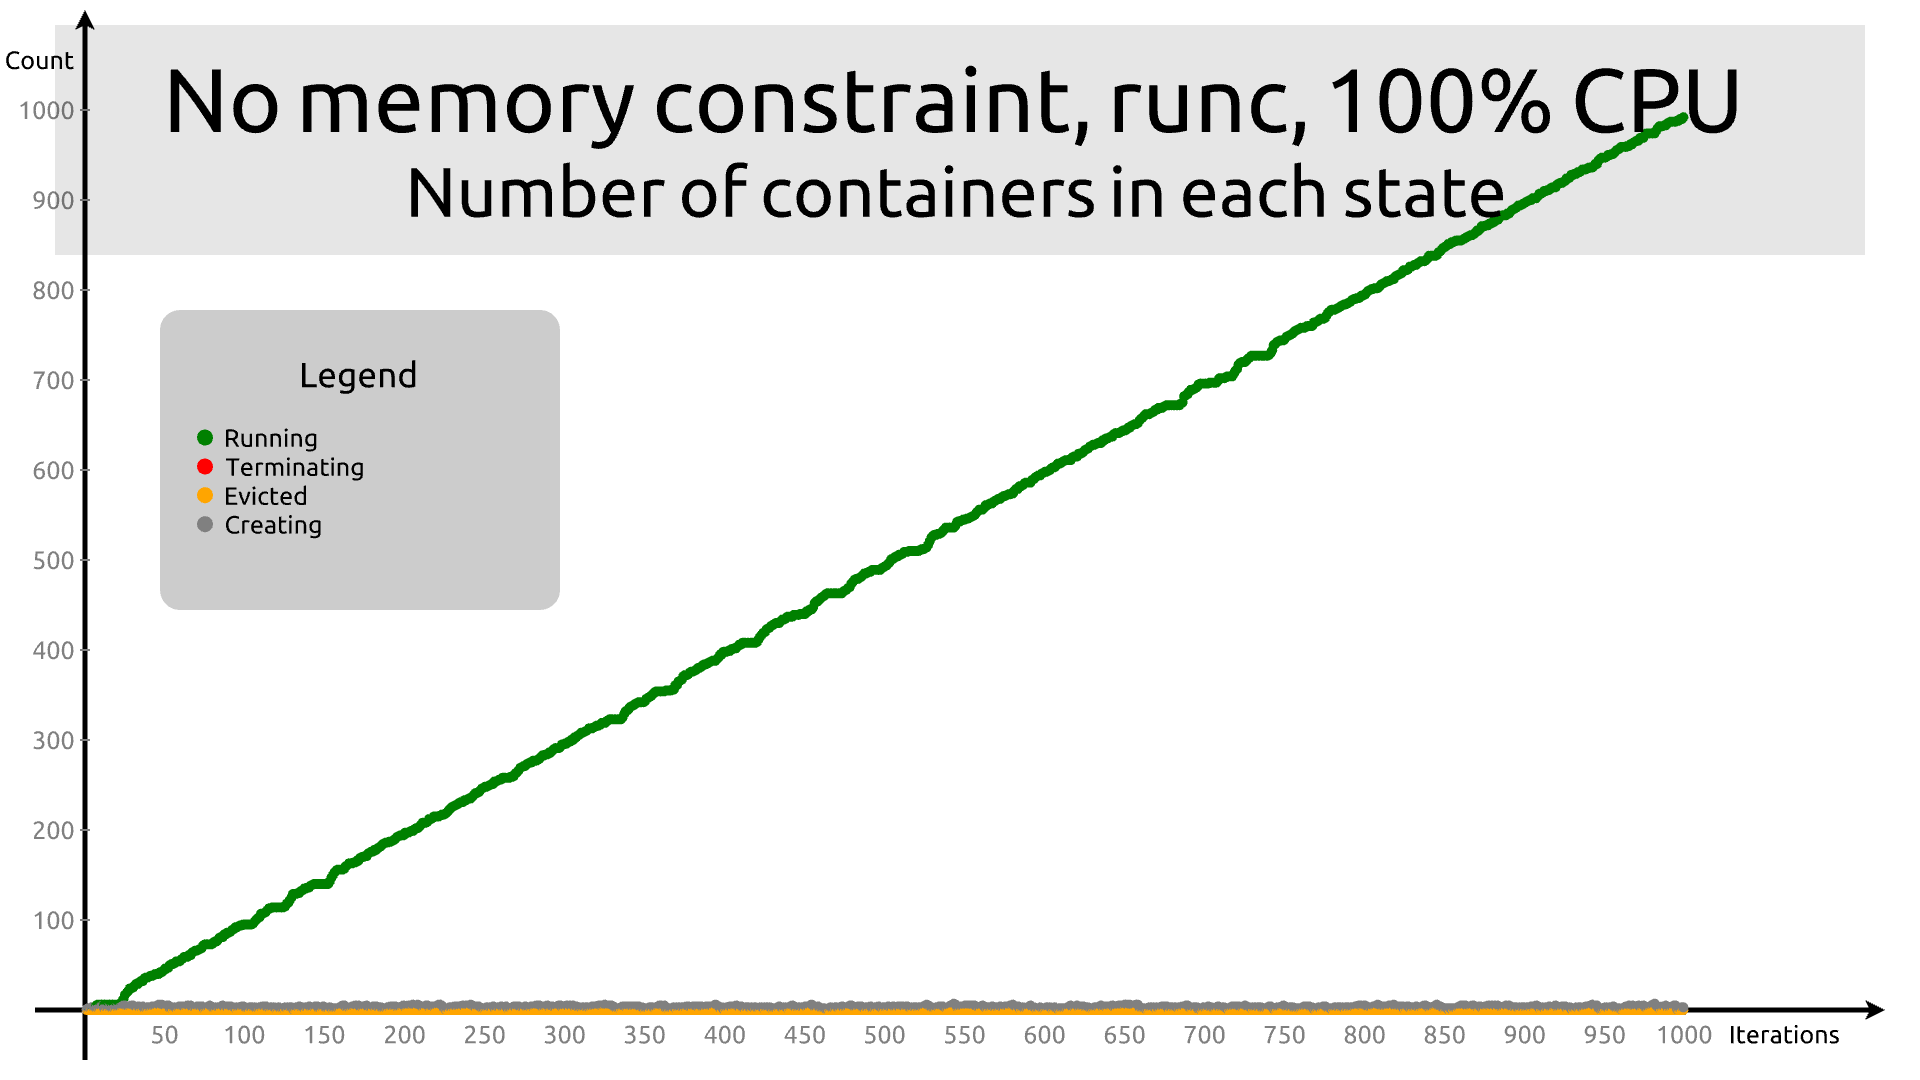 No memory constraint, runc, 100% CPU
Number of containers in each state
Count
1000
900
800
700
600
500
400
300
200
100
Legend
Running
Terminating
Evicted
Creating
50 100 150 200 250 300 350 400 450 500 550 600 650 700 750 800 850 900 950 1000 Iterations